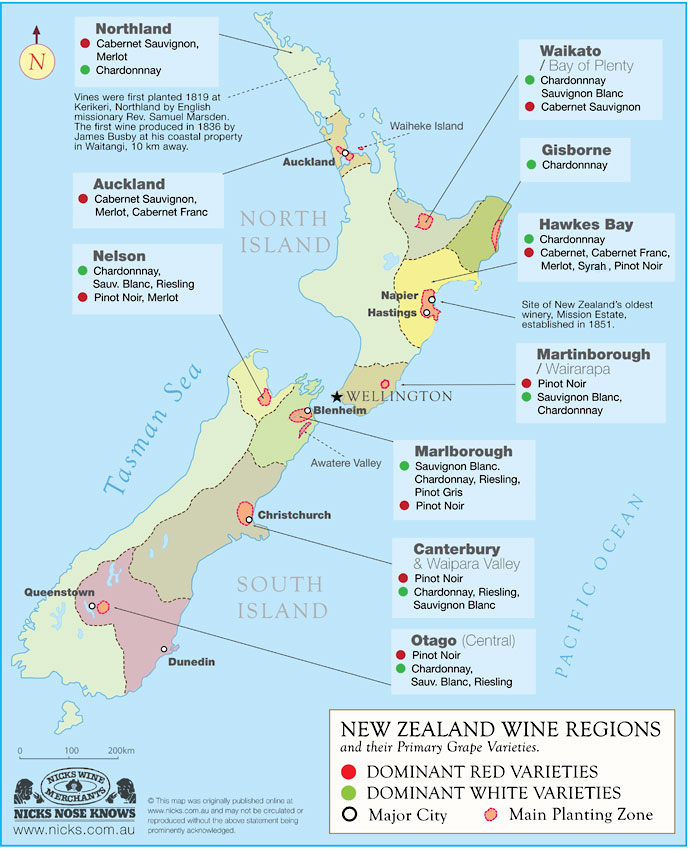 Northland
Cabernet Sauvignon,
Merlot
Chardonnnay
N
Vines were first planted 1819 at
Kerikeri, Northland by English
missionary Rev. Samuel Marsden.
The first wine produced in 1836 by
James Busby at his coastal property
in Waitangi, 10 km away.
Waikato
/ Bay of Plenty
Chardonnnay
Sauvignon Blanc
Cabernet Sauvignon
Waiheke Island
Auckland
Gisborne
Chardonnnay
Auckland
Cabernet Sauvignon,
Merlot, Cabernet Franc
NORTH
ISLAND
Hawkes Bay
Chardonnnay
Cabernet, Cabernet Franc,
Merlot, Syrah, Pinot Noir
Nelson
Chardonnnay,
Sauv. Blanc, Riesling
Pinot Noir, Merlot
Napier
Hastings
Site of New Zealand's oldest
winery, Mission Estate,
established in 1851.
Martinborough
/ Wairarapa
Pinot Noir
Sauvignon Blanc,
Chardonnnay
WELLINGTON
Tasman Sea
Blenheim
Awatere Valley
Marlborough
Sauvignon Blanc.
Chardonnay, Riesling,
Pinot Gris
Pinot Noir
Christchurch
Canterbury
& Waipara Valley
Pinot Noir
Chardonnay, Riesling,
Sauvignon Blanc
PACIFIC OCEAN
SOUTH
ISLAND
Queenstown
Dunedin
Otago (Central)
Pinot Noir
Chardonnay,
Sauv. Blanc, Riesling
NEW ZEALAND WINE REGIONS
and their Primary Grape Varieties.
DOMINANT RED VARIETIES
DOMINANT WHITE VARIETIES
Major City
Main Planting Zone
0 100 200km
NICKS WINE
MERCHANTS
NICKS NOSE KNOWS
www.nicks.com.au
© This map was originally published online at
www.nicks.com.au and may not be circulated or
reproduced without the above statement being
prominently acknowledged.